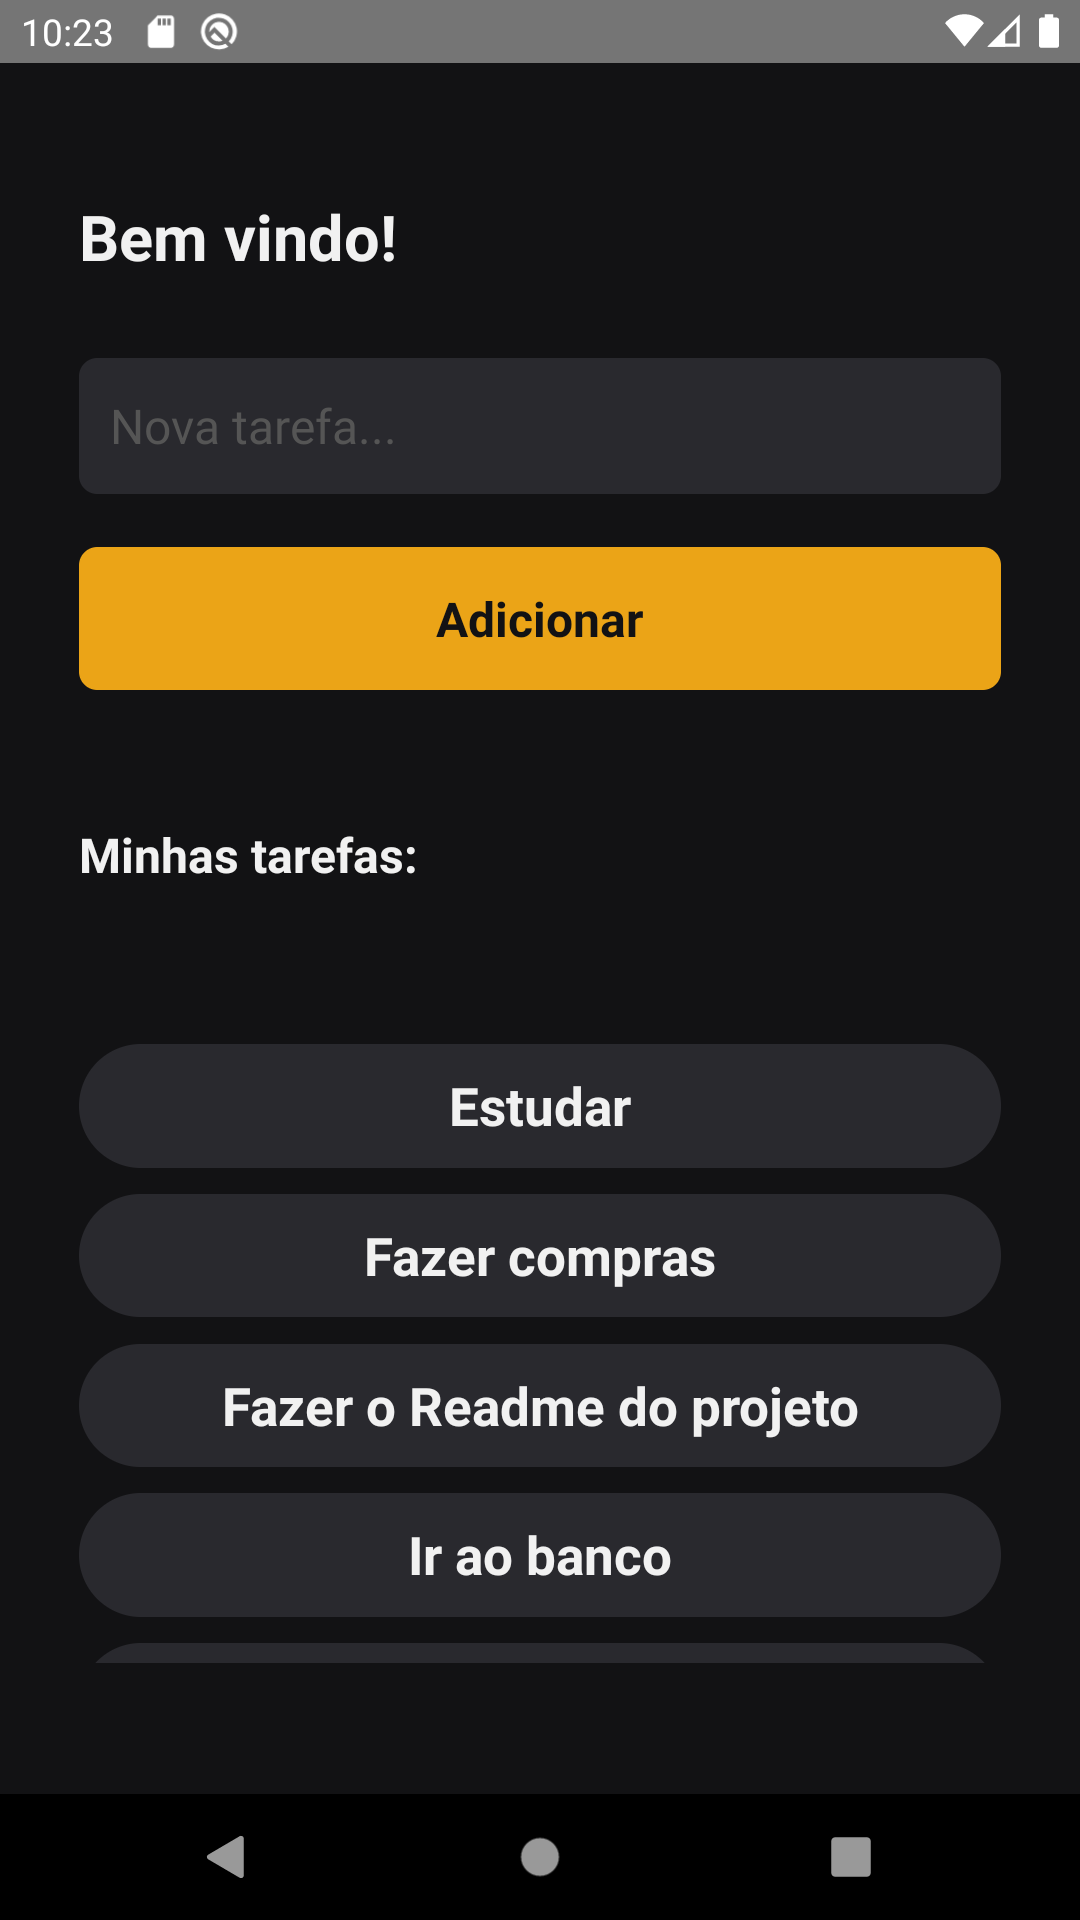 10:23
Bem vindo!
Nova tarefa...
Adicionar
Minhas tarefas:
Estudar
Fazer compras
Fazer o Readme do projeto
Ir ao banco